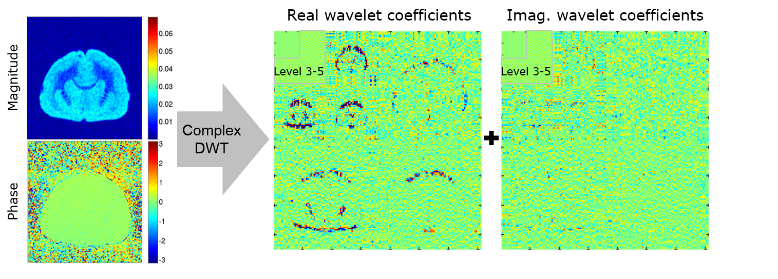 Real wavelet coefficients
Imag. wavelet coefficients
Magnitude
0.06
0.05
0.04
0.03
0.02
0.01
Level 3-5
Level 3-5
Complex
DWT
+
Phase
3
2
1
0
-1
-2
-3